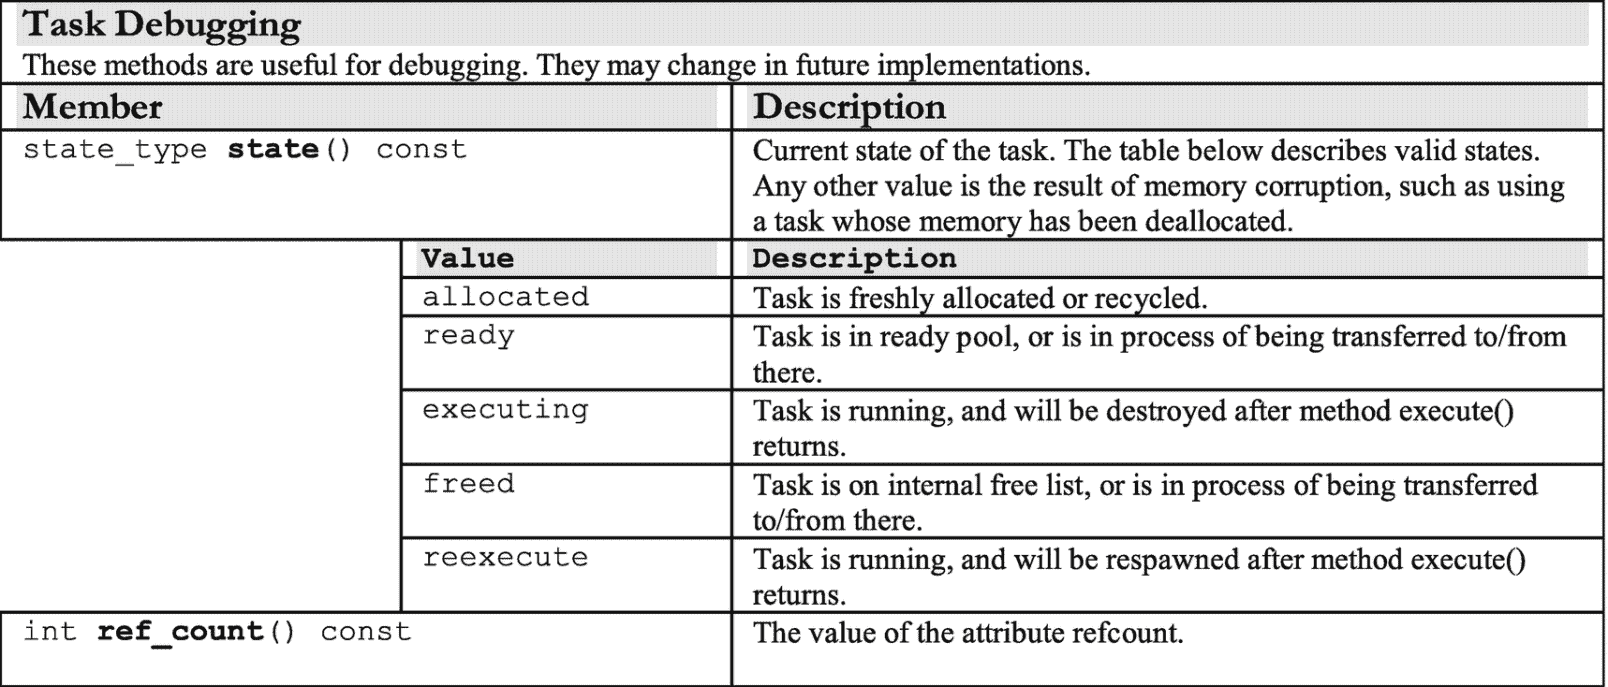 Task Debugging
These methods are useful for debugging. They may change in future implementations.
Member Description
state_type state() const Current state of the task. The table below describes valid states.
Any other value is the result of memory corruption, such as using
a task whose memory has been deallocated.
Value Description
allocated Task is freshly allocated or recycled.
ready Task is in ready pool, or is in process of being transferred to/from
there.
executing Task is running, and will be destroyed after method execute()
returns.
freed Task is on internal free list, or is in process of being transferred
to/from there.
reexecute Task is running, and will be respawned after method execute()
returns.
int ref_count() const The value of the attribute refcount.